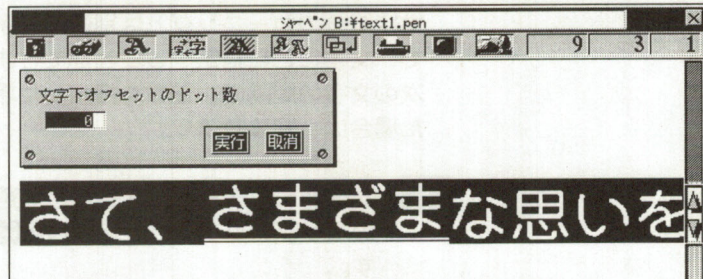 シャーペン B:¥text1.pen
9 3 1
文字下オフセットのドット数
0
実行 取消
さて、さまざまな思いを